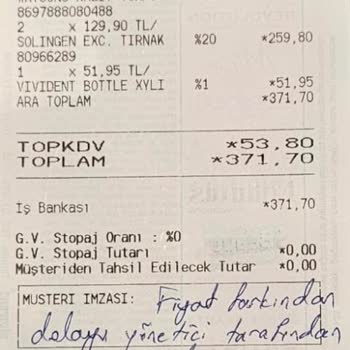 8697888080488
2 x 129,90 TL/
SOLINGEN EXC. TIRNAK %20 *259,80
80966289
1 x 51,95 TL/
VIVIDENT BOTTLE XYLI %1 *51,95
ARA TOPLAM *371,70
TOPKDV *53,80
TOPLAM *371,70
İş Bankası *371,70
G.V. Stopaj Oranı : %0
G.V. Stopaj Tutarı *0,00
Müşteriden Tahsil Edilecek Tutar *0,00
MUSTERI IMZASI: Fiyat farkından
dolayı yönetici tarafından